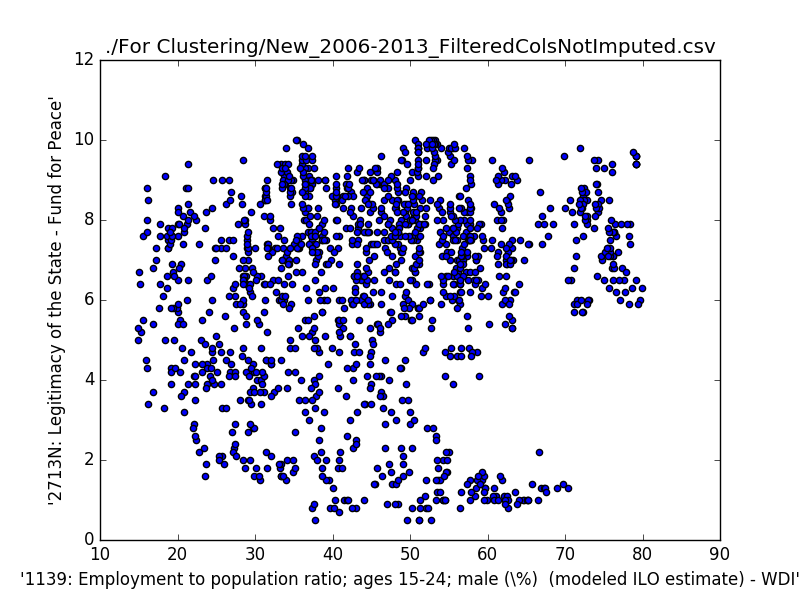 ./For Clustering/New_2006-2013_FilteredColsNotImputed.csv
12
10
8
6
4
2
0
'2713N: Legitimacy of the State - Fund for Peace'
10 20 30 40 50 60 70 80 90
'1139: Employment to population ratio; ages 15-24; male (\%)  (modeled ILO estimate) - WDI'